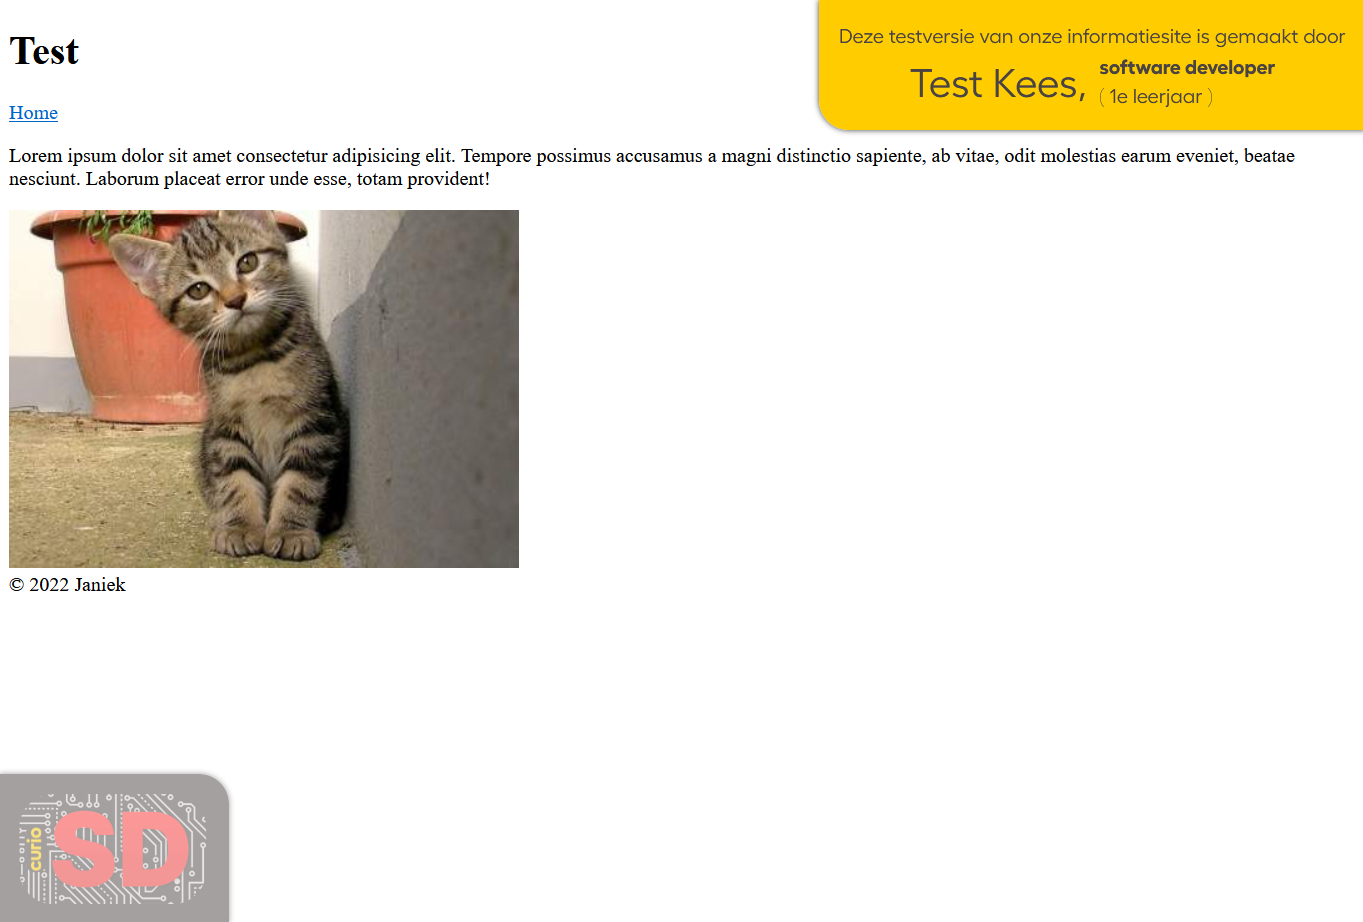 Test
Deze testversie van onze informatiesite is gemaakt door
Test Kees,
software developer
( 1e leerjaar )
Home
Lorem ipsum dolor sit amet consectetur adipisicing elit. Tempore possimus accusamus a magni distinctio sapiente, ab vitae, odit molestias earum eveniet, beatae
nesciunt. Laborum placeat error unde esse, totam provident!
© 2022 Janiek
curio
SD